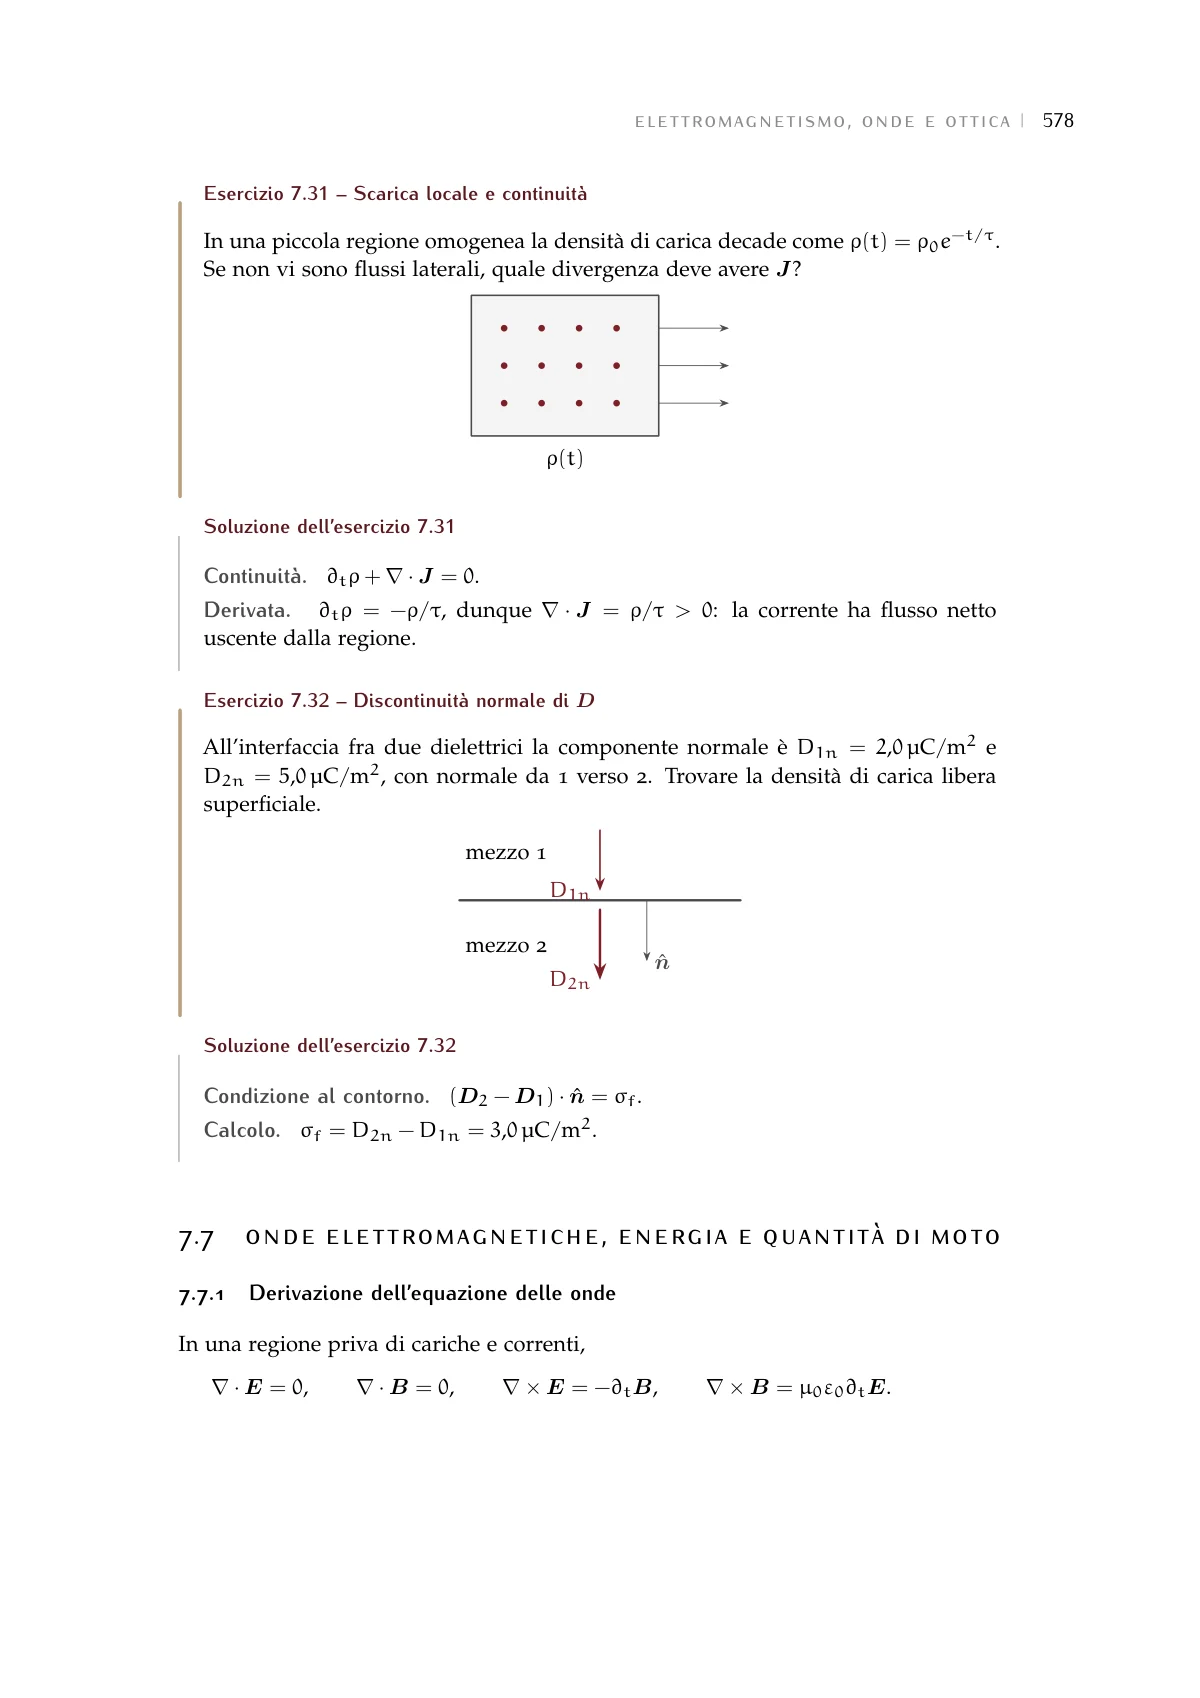 ELETTROMAGNETISMO, ONDE E OTTICA | 578
Esercizio 7.31 – Scarica locale e continuità
In una piccola regione omogenea la densità di carica decade come ρ(t) = ρ₀e^{−t/τ}.
Se non vi sono flussi laterali, quale divergenza deve avere J?
ρ(t)
Soluzione dell'esercizio 7.31
Continuità. ∂ₜρ + ∇ · J = 0.
Derivata. ∂ₜρ = −ρ/τ, dunque ∇ · J = ρ/τ > 0: la corrente ha flusso netto
uscente dalla regione.
Esercizio 7.32 – Discontinuità normale di D
All'interfaccia fra due dielettrici la componente normale è D₁ₙ = 2,0 μC/m² e
D₂ₙ = 5,0 μC/m², con normale da 1 verso 2. Trovare la densità di carica libera
superficiale.
mezzo 1
D₁ₙ
mezzo 2
n̂
D₂ₙ
Soluzione dell'esercizio 7.32
Condizione al contorno. (D₂ − D₁) · n̂ = σ_f.
Calcolo. σ_f = D₂ₙ − D₁ₙ = 3,0 μC/m².
7.7 ONDE ELETTROMAGNETICHE, ENERGIA E QUANTITÀ DI MOTO
7.7.1 Derivazione dell'equazione delle onde
In una regione priva di cariche e correnti,
∇ · E = 0, ∇ · B = 0, ∇ × E = −∂ₜB, ∇ × B = μ₀ε₀∂ₜE.